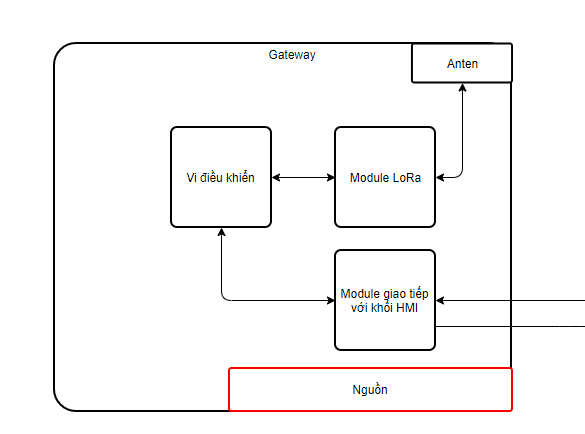 Gateway
Anten
Vi điều khiển
Module LoRa
Module giao tiếp
với khối HMI
Nguồn